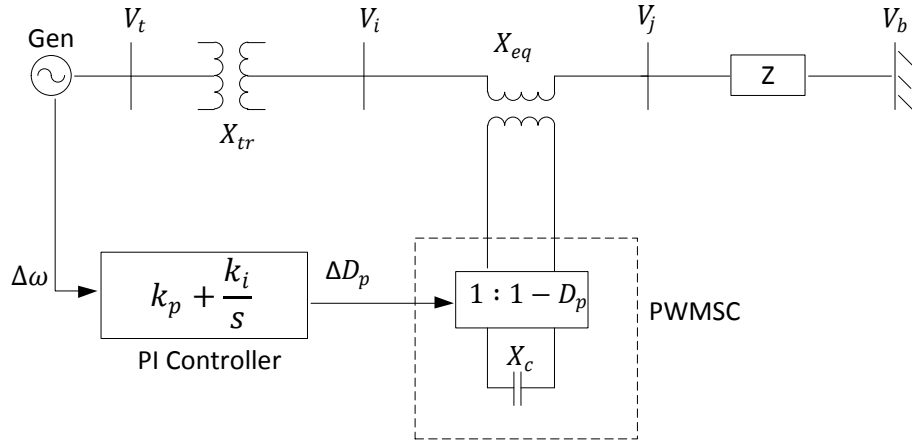 Gen
V_t
V_i
X_eq
V_j
V_b
Z
X_tr
Δω
k_p + k_i/s
ΔD_p
PI Controller
1 : 1 − D_p
PWMSC
X_c